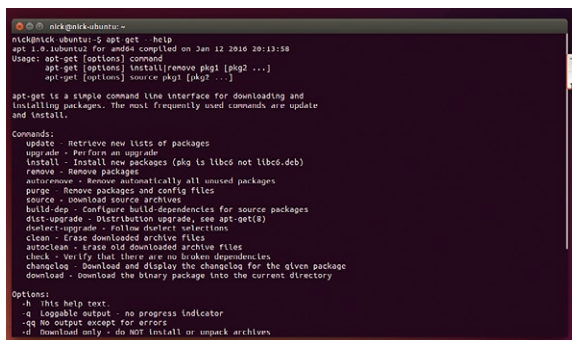 nick@nick-ubuntu: ~
nick@nick-ubuntu:~$ apt-get --help
apt 1.0.1ubuntu2 for amd64 compiled on Jan 12 2016 20:13:58
Usage: apt-get [options] command
apt-get [options] install|remove pkg1 [pkg2 ...]
apt-get [options] source pkg1 [pkg2 ...]
apt-get is a simple command line interface for downloading and
installing packages. The most frequently used commands are update
and install.
Commands:
update - Retrieve new lists of packages
upgrade - Perform an upgrade
install - Install new packages (pkg is libc6 not libc6.deb)
remove - Remove packages
autoremove - Remove automatically all unused packages
purge - Remove packages and config files
source - Download source archives
build-dep - Configure build-dependencies for source packages
dist-upgrade - Distribution upgrade, see apt-get(8)
dselect-upgrade - Follow dselect selections
clean - Erase downloaded archive files
autoclean - Erase old downloaded archive files
check - Verify that there are no broken dependencies
changelog - Download and display the changelog for the given package
download - Download the binary package into the current directory
Options:
-h This help text.
-q Loggable output - no progress indicator
-qq No output except for errors
-d Download only - do NOT install or unpack archives